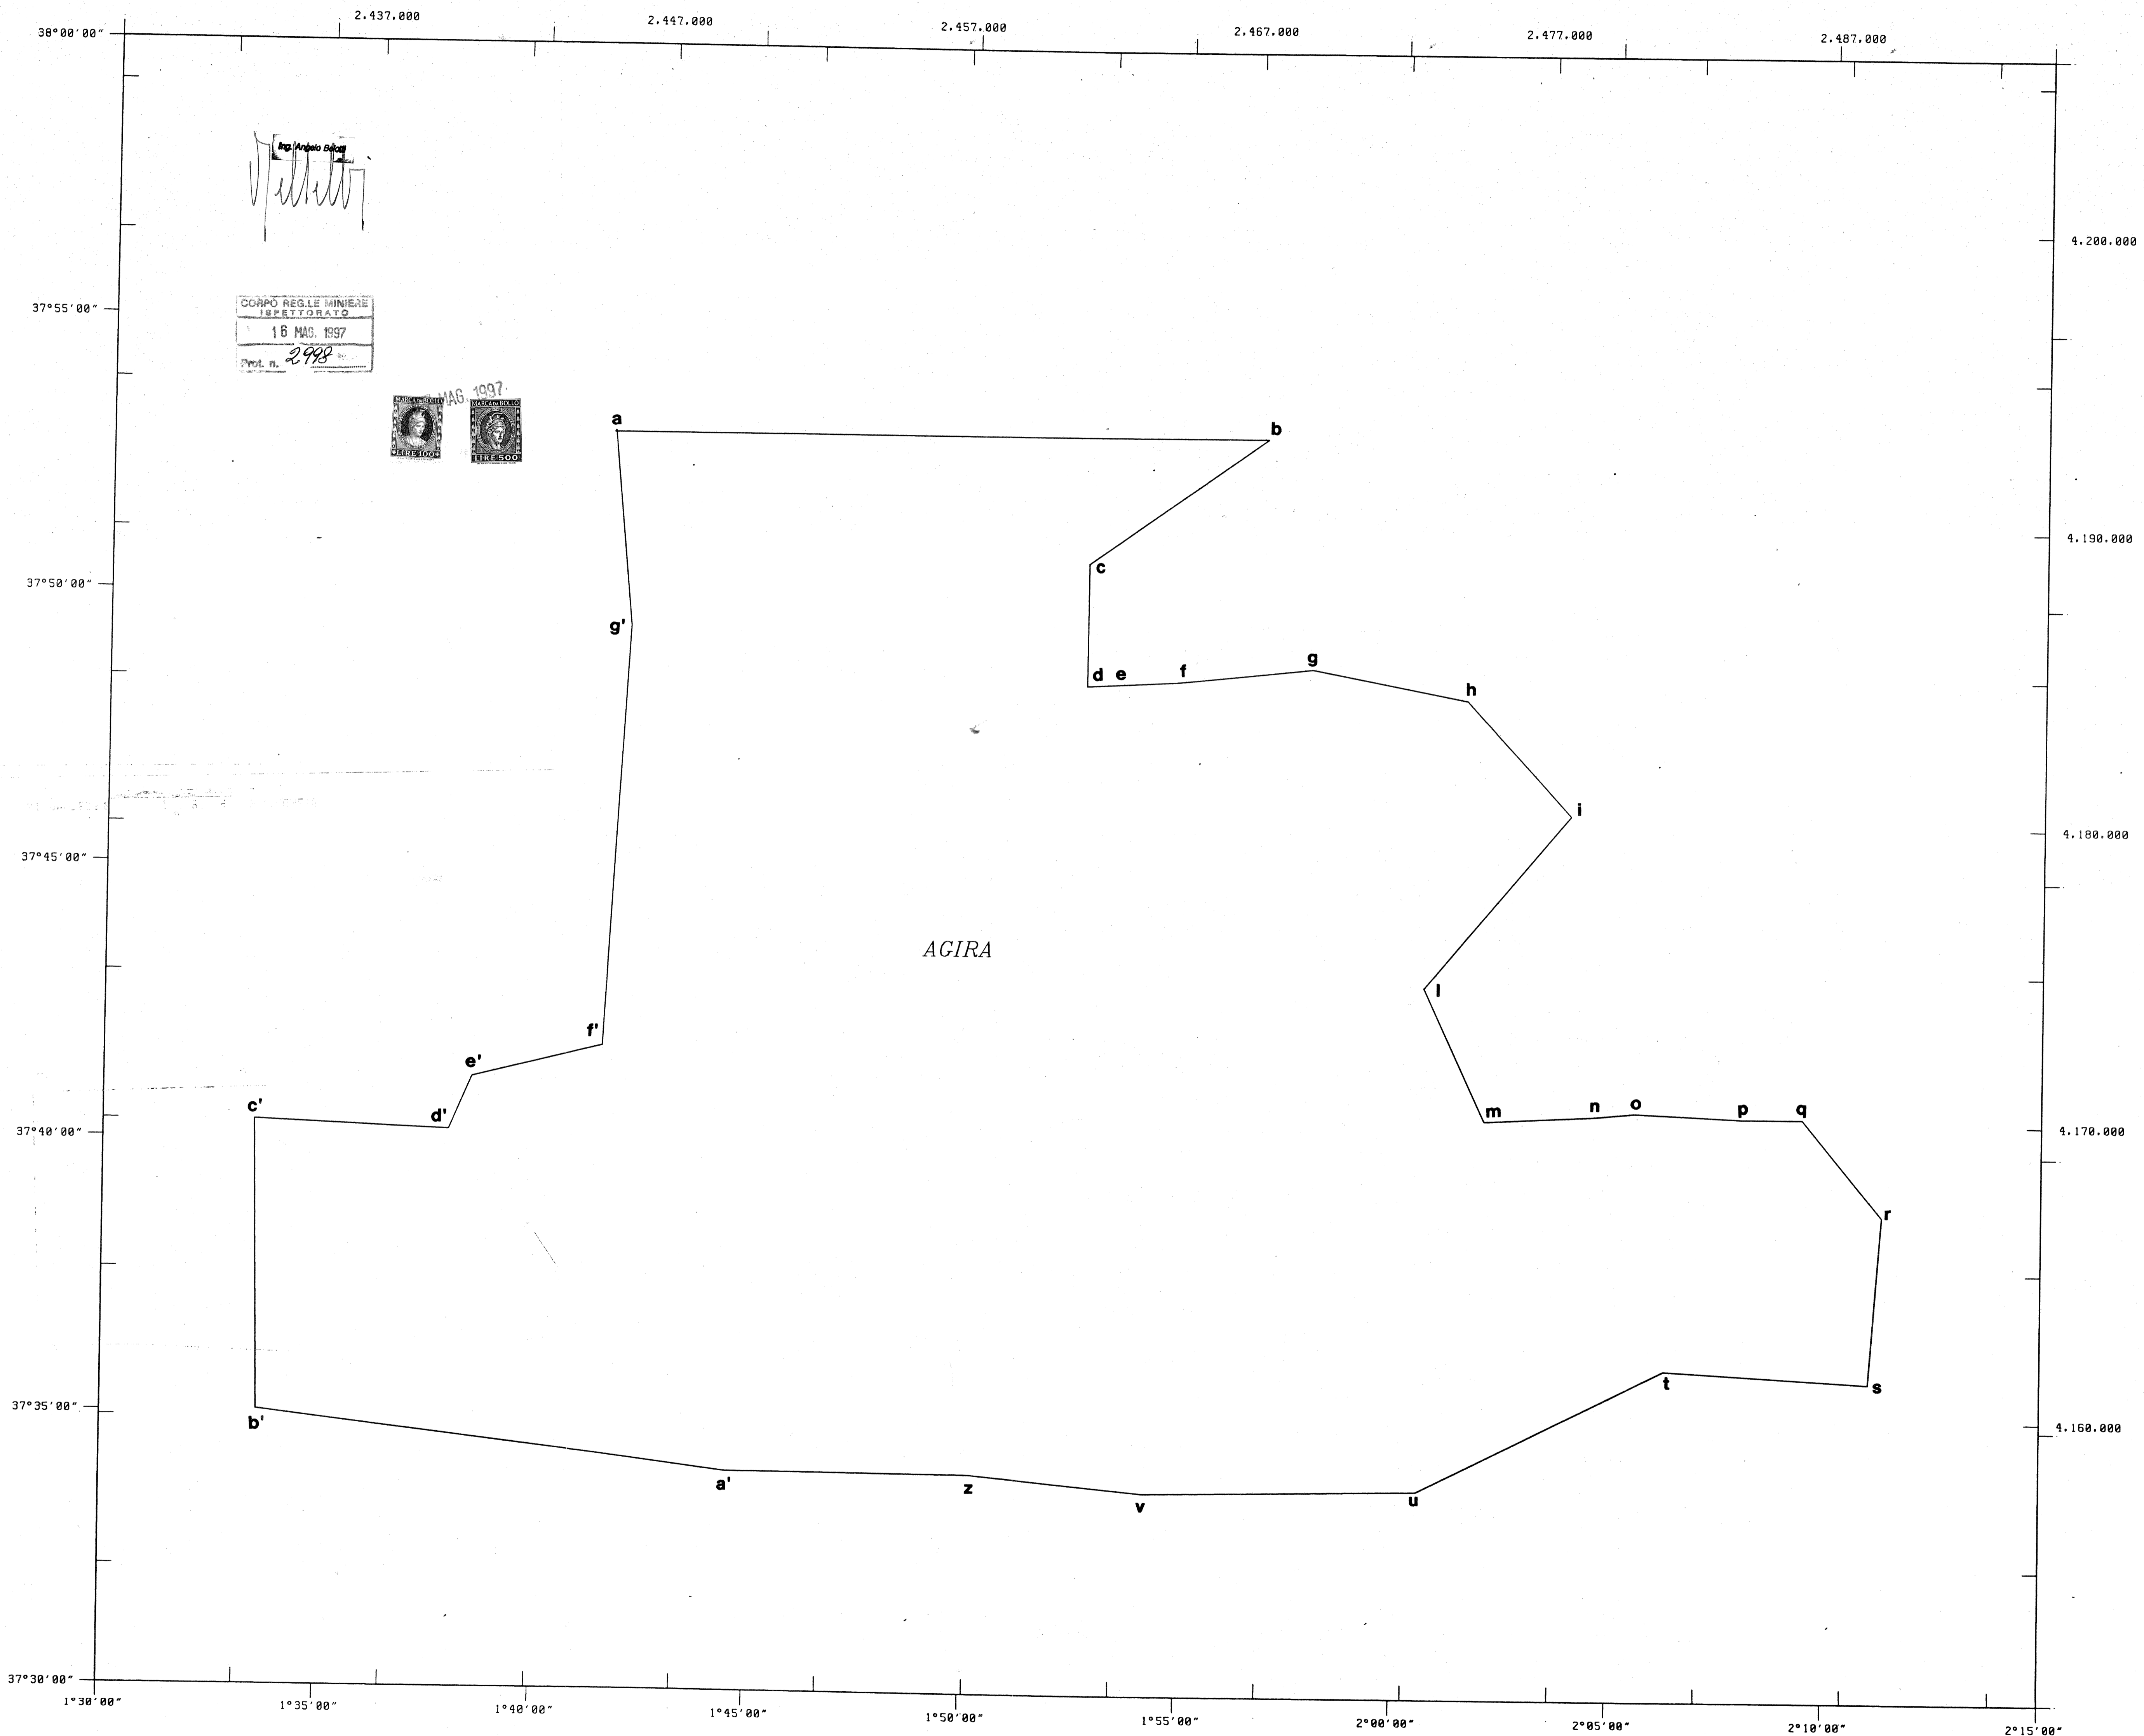 2.437.000
2.447.000
2.457.000
2.467.000
2.477.000
2.487.000
38°00'00"
Ing. Angelo Belotti
4.200.000
37°55'00"
CORPO REG.LE MINIERE
ISPETTORATO
16 MAG. 1997
Prot. n. 2998
MAG. 1997
MARCA DA BOLLO
LIRE 100
MARCA DA BOLLO
LIRE 500
a
b
4.190.000
c
37°50'00"
g'
d e f g
h
i
4.180.000
37°45'00"
AGIRA
l
f'
e'
c'
d'
m n o p q
37°40'00"
4.170.000
r
t
s
37°35'00"
b'
4.160.000
a'
z
v
u
37°30'00"
1°30'00"
1°35'00"
1°40'00"
1°45'00"
1°50'00"
1°55'00"
2°00'00"
2°05'00"
2°10'00"
2°15'00"